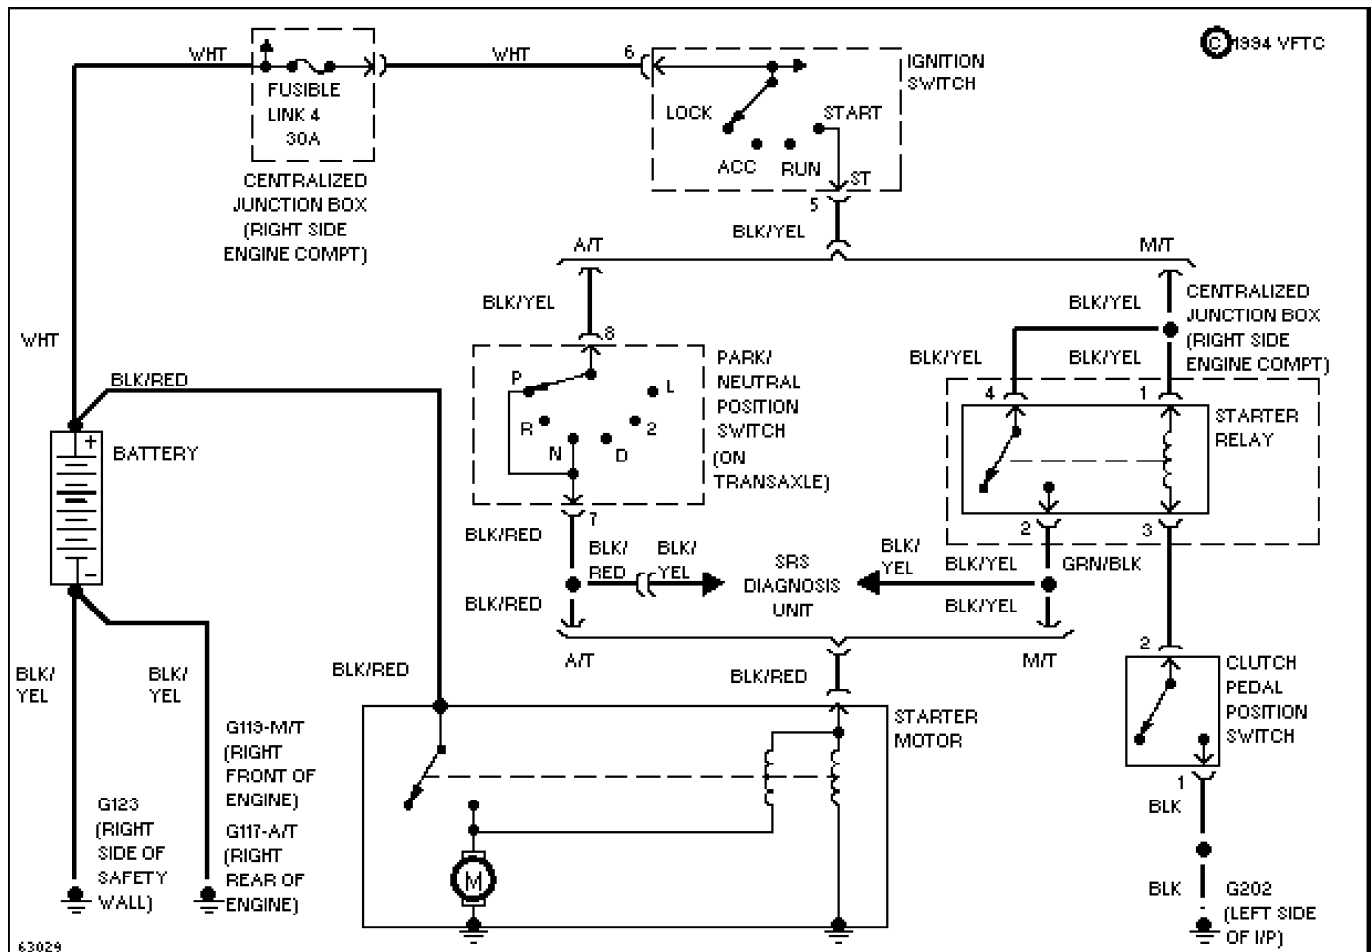 © 1994 VFTC
WHT
FUSIBLE
LINK 4
30A
CENTRALIZED
JUNCTION BOX
(RIGHT SIDE
ENGINE COMPT)
WHT
6
IGNITION
SWITCH
LOCK
START
ACC
RUN
ST
5
BLK/YEL
A/T
M/T
BLK/YEL
8
BLK/YEL
CENTRALIZED
JUNCTION BOX
(RIGHT SIDE
ENGINE COMPT)
BLK/YEL
BLK/YEL
WHT
BLK/RED
PARK/
NEUTRAL
POSITION
SWITCH
(ON
TRANSAXLE)
P
R
N
D
2
L
4
1
STARTER
RELAY
+
BATTERY
–
7
2
3
BLK/RED
BLK/
RED
BLK/
YEL
SRS
DIAGNOSIS
UNIT
BLK/
YEL
BLK/YEL
GRN/BLK
BLK/RED
BLK/YEL
A/T
M/T
2
CLUTCH
PEDAL
POSITION
SWITCH
1
BLK/
YEL
BLK/
YEL
BLK/RED
BLK/RED
STARTER
MOTOR
G119-M/T
(RIGHT
FRONT OF
ENGINE)
G117-A/T
(RIGHT
REAR OF
ENGINE)
G123
(RIGHT
SIDE OF
SAFETY
WALL)
M
BLK
BLK
G202
(LEFT SIDE
OF I/P)
63029